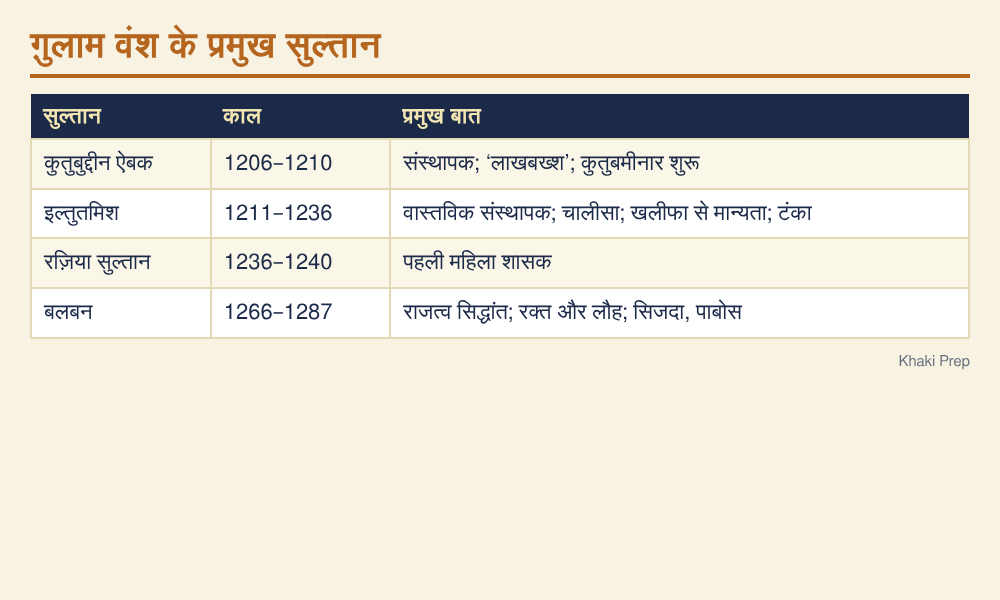 ग़ुलाम वंश के प्रमुख सुल्तान
सुल्तान काल प्रमुख बात
कुतुबुद्दीन ऐबक 1206–1210 संस्थापक; ‘लाखबख्श’; कुतुबमीनार शुरू
इल्तुतमिश 1211–1236 वास्तविक संस्थापक; चालीसा; खलीफा से मान्यता; टंका
रज़िया सुल्तान 1236–1240 पहली महिला शासक
बलबन 1266–1287 राजत्व सिद्धांत; रक्त और लौह; सिजदा, पाबोस
Khaki Prep